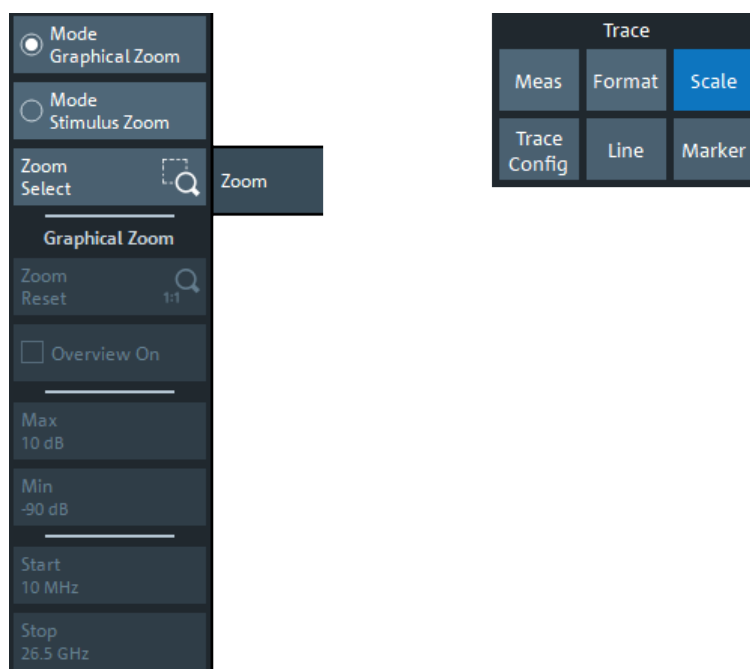 Mode
Graphical Zoom
Mode
Stimulus Zoom
Zoom
Select
Zoom
Graphical Zoom
Zoom
Reset
1:1
Overview On
Max
10 dB
Min
-90 dB
Start
10 MHz
Stop
26.5 GHz
Trace
Meas
Format
Scale
Trace
Config
Line
Marker